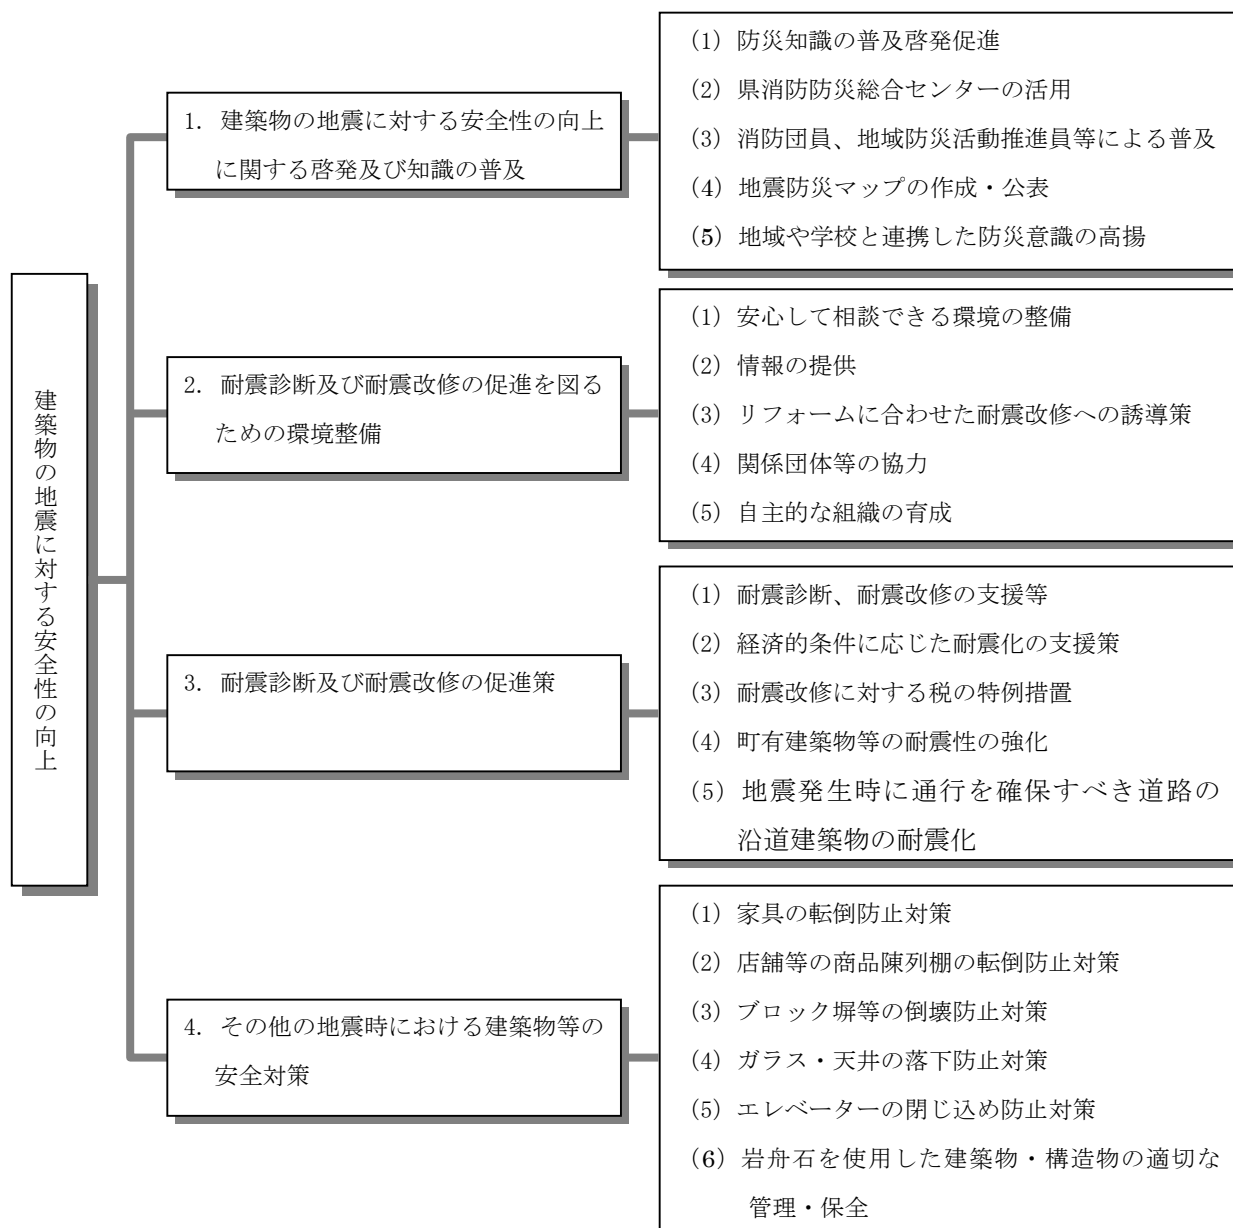 建築物の地震に対する安全性の向上
1. 建築物の地震に対する安全性の向上
に関する啓発及び知識の普及
(1) 防災知識の普及啓発促進
(2) 県消防防災総合センターの活用
(3) 消防団員、地域防災活動推進員等による普及
(4) 地震防災マップの作成・公表
(5) 地域や学校と連携した防災意識の高揚
2. 耐震診断及び耐震改修の促進を図る
ための環境整備
(1) 安心して相談できる環境の整備
(2) 情報の提供
(3) リフォームに合わせた耐震改修への誘導策
(4) 関係団体等の協力
(5) 自主的な組織の育成
3. 耐震診断及び耐震改修の促進策
(1) 耐震診断、耐震改修の支援等
(2) 経済的条件に応じた耐震化の支援策
(3) 耐震改修に対する税の特例措置
(4) 町有建築物等の耐震性の強化
(5) 地震発生時に通行を確保すべき道路の
沿道建築物の耐震化
4. その他の地震時における建築物等の
安全対策
(1) 家具の転倒防止対策
(2) 店舗等の商品陳列棚の転倒防止対策
(3) ブロック塀等の倒壊防止対策
(4) ガラス・天井の落下防止対策
(5) エレベーターの閉じ込め防止対策
(6) 岩舟石を使用した建築物・構造物の適切な
管理・保全